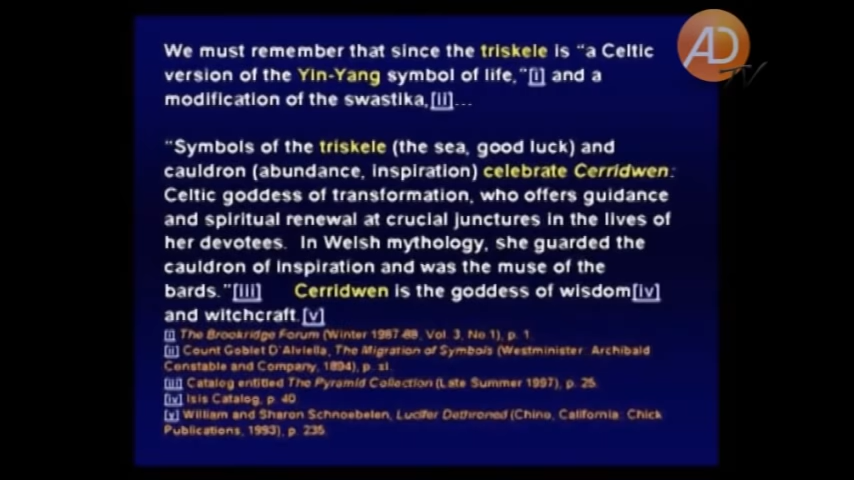 AD
TV
We must remember that since the triskele is "a Celtic
version of the Yin-Yang symbol of life,"[i] and a
modification of the swastika,[ii]...
"Symbols of the triskele (the sea, good luck) and
cauldron (abundance, inspiration) celebrate Cerridwen:
Celtic goddess of transformation, who offers guidance
and spiritual renewal at crucial junctures in the lives of
her devotees. In Welsh mythology, she guarded the
cauldron of Inspiration and was the muse of the
bards."[iii] Cerridwen is the goddess of wisdom[iv]
and witchcraft.[v]
[i] The Brookridge Forum (Winter 1987-88, Vol. 3, No.1), p. 1.
[ii] Count Goblet D'Alviella, The Migration of Symbols (Westminister: Archibald
Constable and Company, 1894), p. xi.
[iii] Catalog entitled The Pyramid Collection (Late Summer 1997), p. 25.
[iv] Isis Catalog, p. 40
[v] William and Sharon Schnoebelen, Lucifer Dethroned (Chino, California: Chick
Publications, 1993), p. 235.